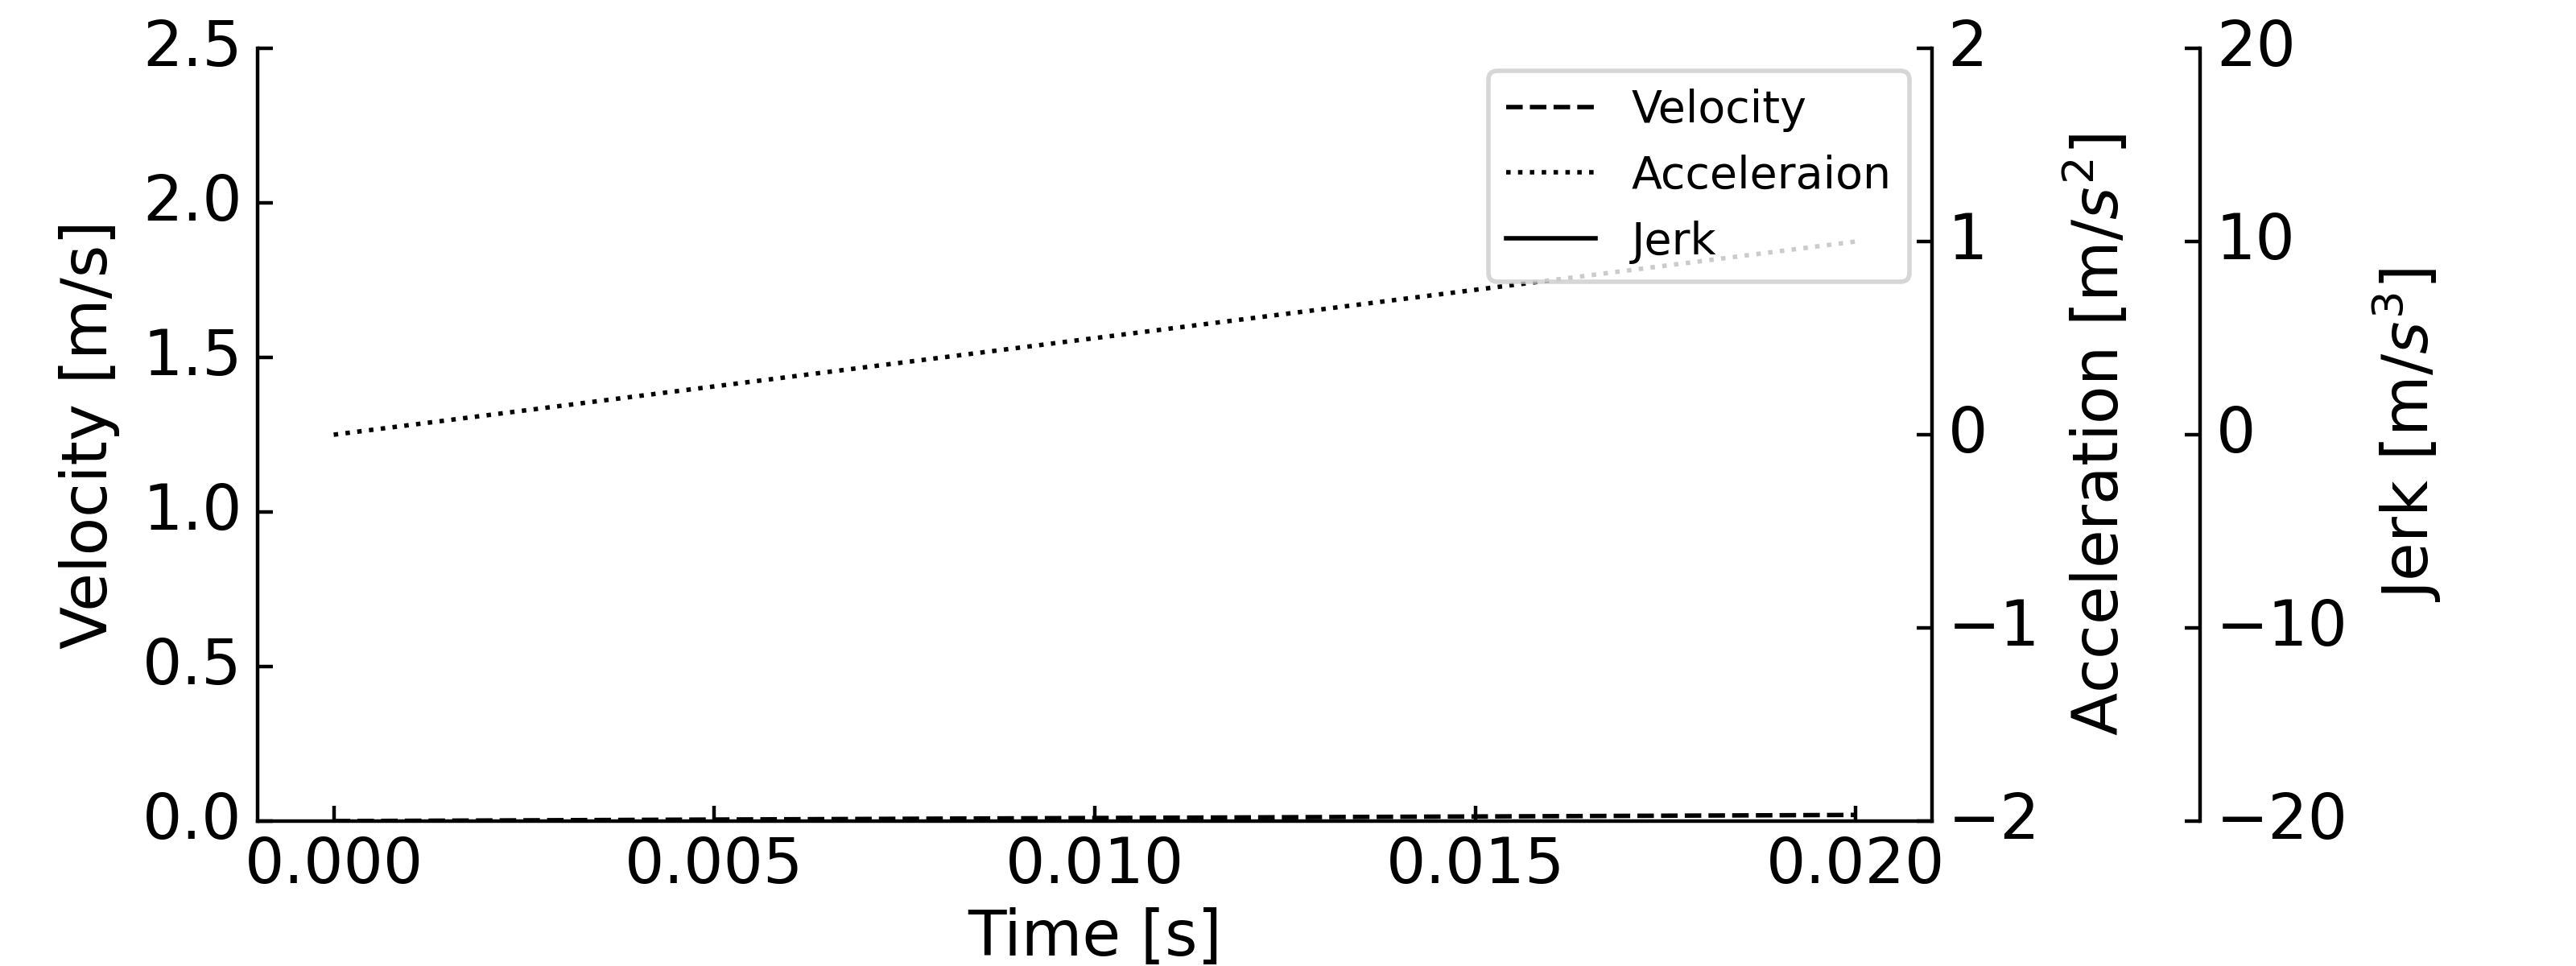 Velocity [m/s]
2.5
2.0
1.5
1.0
0.5
0.0
Velocity
Acceleraion
Jerk
2
1
0
−1
−2
Acceleration [m/s²]
20
10
0
−10
−20
Jerk [m/s³]
0.000 0.005 0.010 0.015 0.020
Time [s]